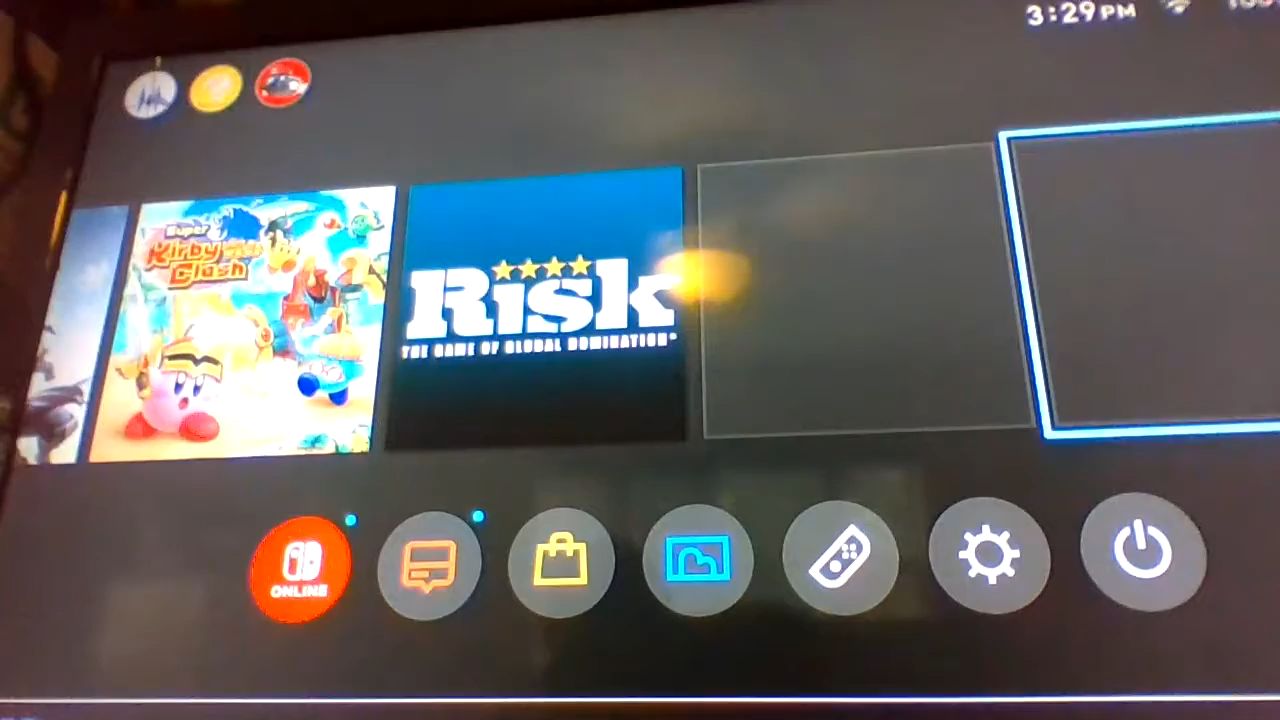 3:29 PM
Super
Kirby
Clash
Risk
THE GAME OF GLOBAL DOMINATION
ONLINE